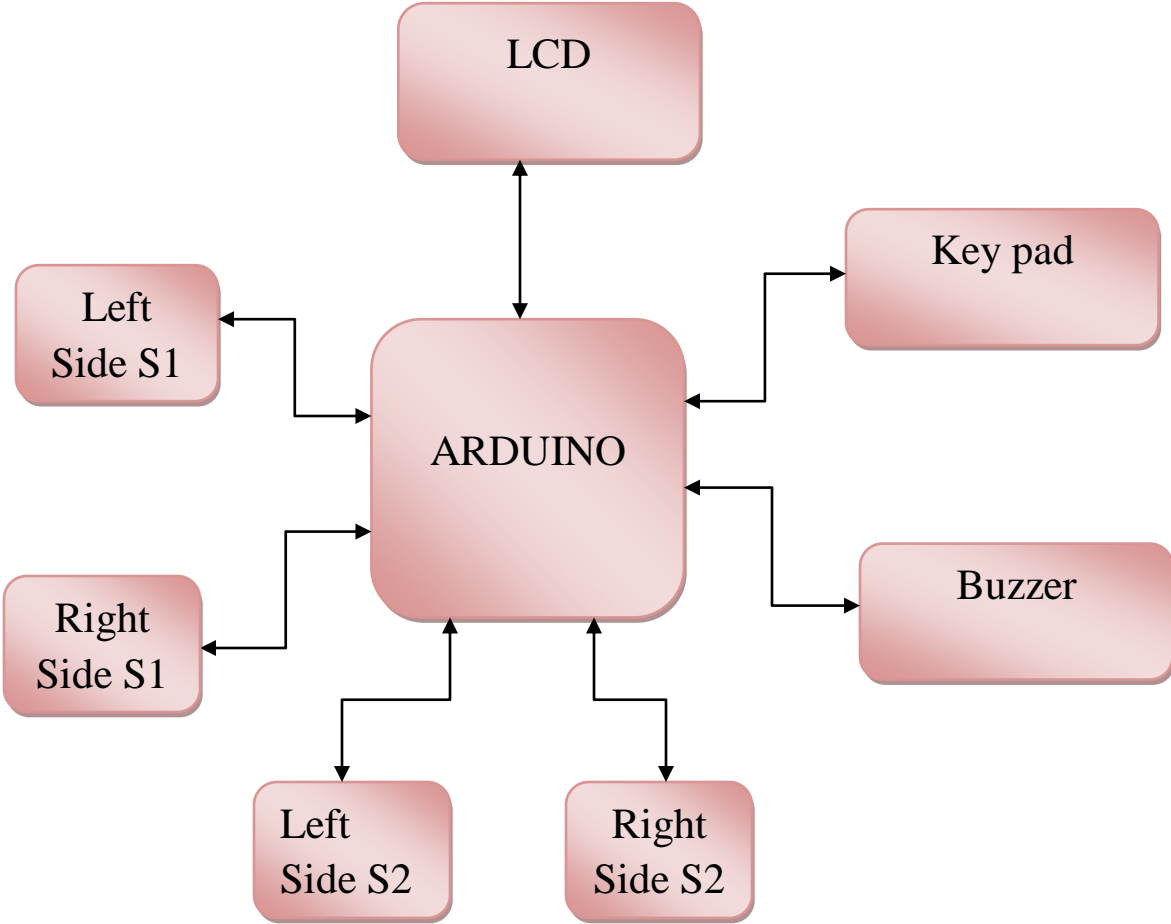 LCD
Key pad
Left
Side S1
ARDUINO
Buzzer
Right
Side S1
Left
Side S2
Right
Side S2